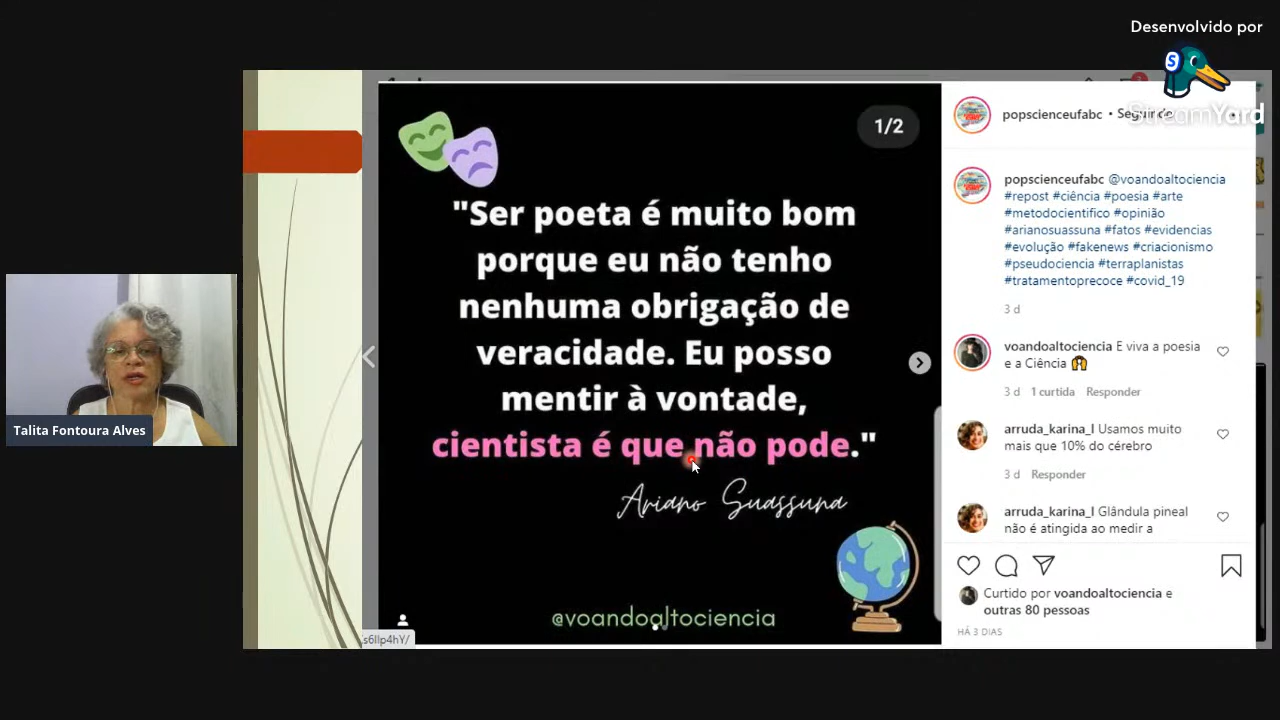 Desenvolvido por
S
StreamYard
popscienceufabc • Seguindo
1/2
"Ser poeta é muito bom
porque eu não tenho
nenhuma obrigação de
veracidade. Eu posso
mentir à vontade,
cientista é que não pode."
Ariano Suassuna
@voandoaltociencia
popscienceufabc @voandoaltociencia
#repost #ciência #poesia #arte
#metodocientifico #opinião
#arianosuassuna #fatos #evidencias
#evolução #fakenews #criacionismo
#pseudociencia #terraplanistas
#tratamentoprecoce #covid_19
3 d
voandoaltociencia E viva a poesia
e a Ciência
3 d 1 curtida Responder
arruda_karina_l Usamos muito
mais que 10% do cérebro
3 d Responder
arruda_karina_l Glândula pineal
não é atingida ao medir a
Curtido por voandoaltociencia e
outras 80 pessoas
HÁ 3 DIAS
s6IIp4hY/
Talita Fontoura Alves